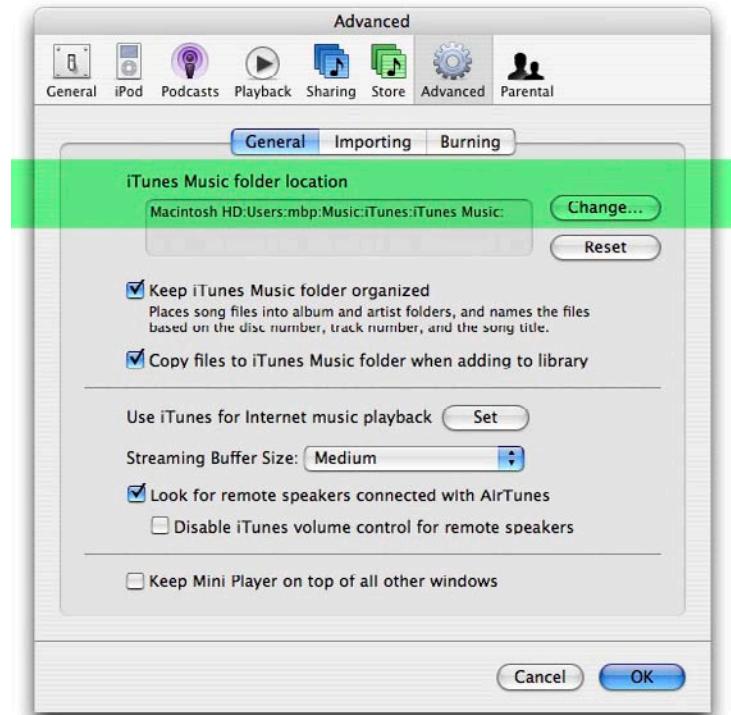 Advanced
General iPod Podcasts Playback Sharing Store Advanced Parental
General Importing Burning
iTunes Music folder location
Macintosh HD:Users:mbp:Music:iTunes:iTunes Music:
Change...
Reset
Keep iTunes Music folder organized
Places song files into album and artist folders, and names the files
based on the disc number, track number, and the song title.
Copy files to iTunes Music folder when adding to library
Use iTunes for Internet music playback Set
Streaming Buffer Size: Medium
Look for remote speakers connected with AirTunes
Disable iTunes volume control for remote speakers
Keep Mini Player on top of all other windows
Cancel OK